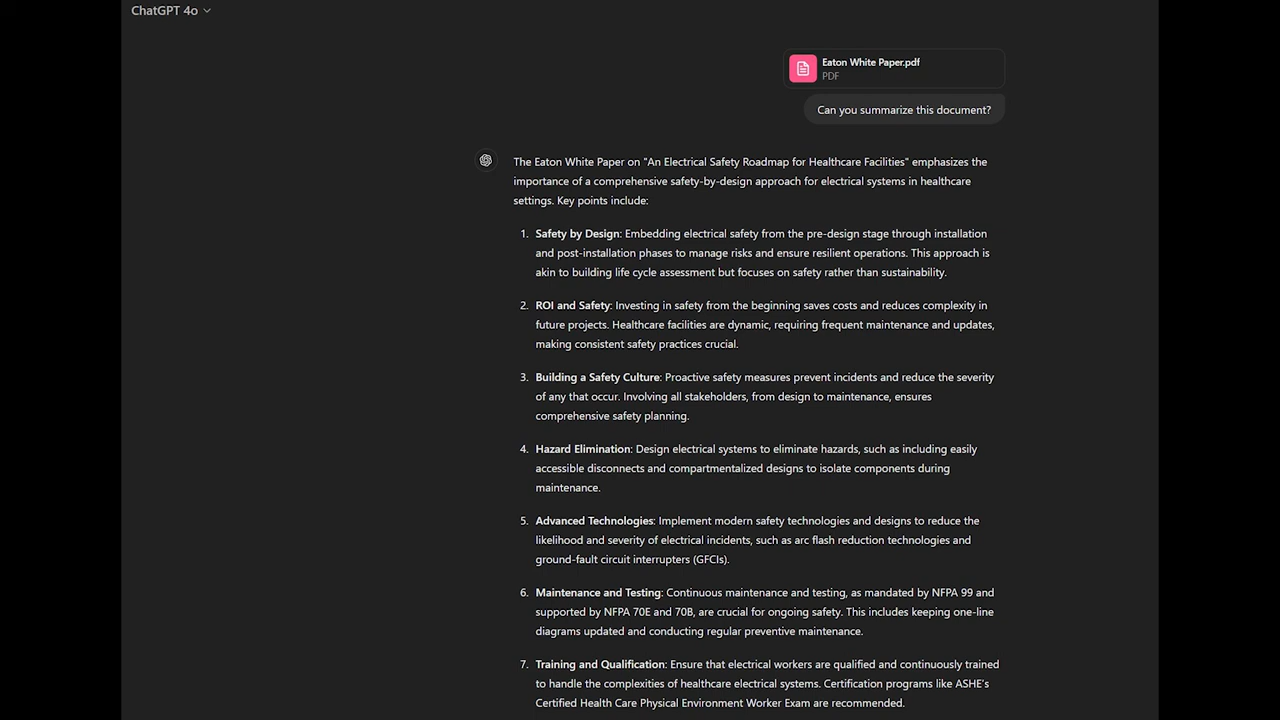 ChatGPT 4o
Eaton White Paper.pdf
PDF
Can you summarize this document?
The Eaton White Paper on "An Electrical Safety Roadmap for Healthcare Facilities" emphasizes the
importance of a comprehensive safety-by-design approach for electrical systems in healthcare
settings. Key points include:
1. Safety by Design: Embedding electrical safety from the pre-design stage through installation
and post-installation phases to manage risks and ensure resilient operations. This approach is
akin to building life cycle assessment but focuses on safety rather than sustainability.
2. ROI and Safety: Investing in safety from the beginning saves costs and reduces complexity in
future projects. Healthcare facilities are dynamic, requiring frequent maintenance and updates,
making consistent safety practices crucial.
3. Building a Safety Culture: Proactive safety measures prevent incidents and reduce the severity
of any that occur. Involving all stakeholders, from design to maintenance, ensures
comprehensive safety planning.
4. Hazard Elimination: Design electrical systems to eliminate hazards, such as including easily
accessible disconnects and compartmentalized designs to isolate components during
maintenance.
5. Advanced Technologies: Implement modern safety technologies and designs to reduce the
likelihood and severity of electrical incidents, such as arc flash reduction technologies and
ground-fault circuit interrupters (GFCIs).
6. Maintenance and Testing: Continuous maintenance and testing, as mandated by NFPA 99 and
supported by NFPA 70E and 70B, are crucial for ongoing safety. This includes keeping one-line
diagrams updated and conducting regular preventive maintenance.
7. Training and Qualification: Ensure that electrical workers are qualified and continuously trained
to handle the complexities of healthcare electrical systems. Certification programs like ASHE's
Certified Health Care Physical Environment Worker Exam are recommended.